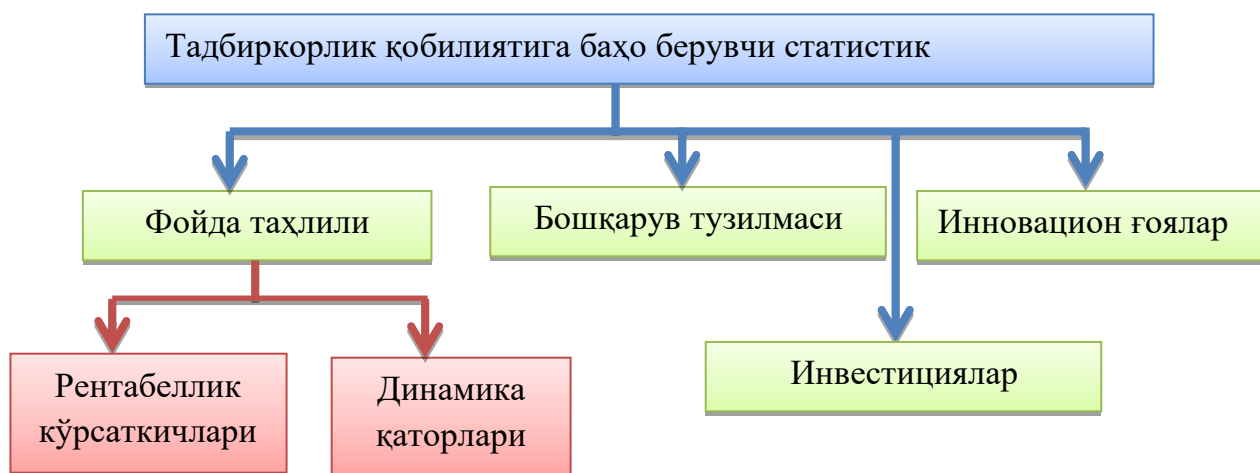 Тадбиркорлик қобилиятига баҳо берувчи статистик
Фойда таҳлили
Бошқарув тузилмаси
Инновацион ғоялар
Рентабеллик
кўрсаткичлари
Динамика
қаторлари
Инвестициялар